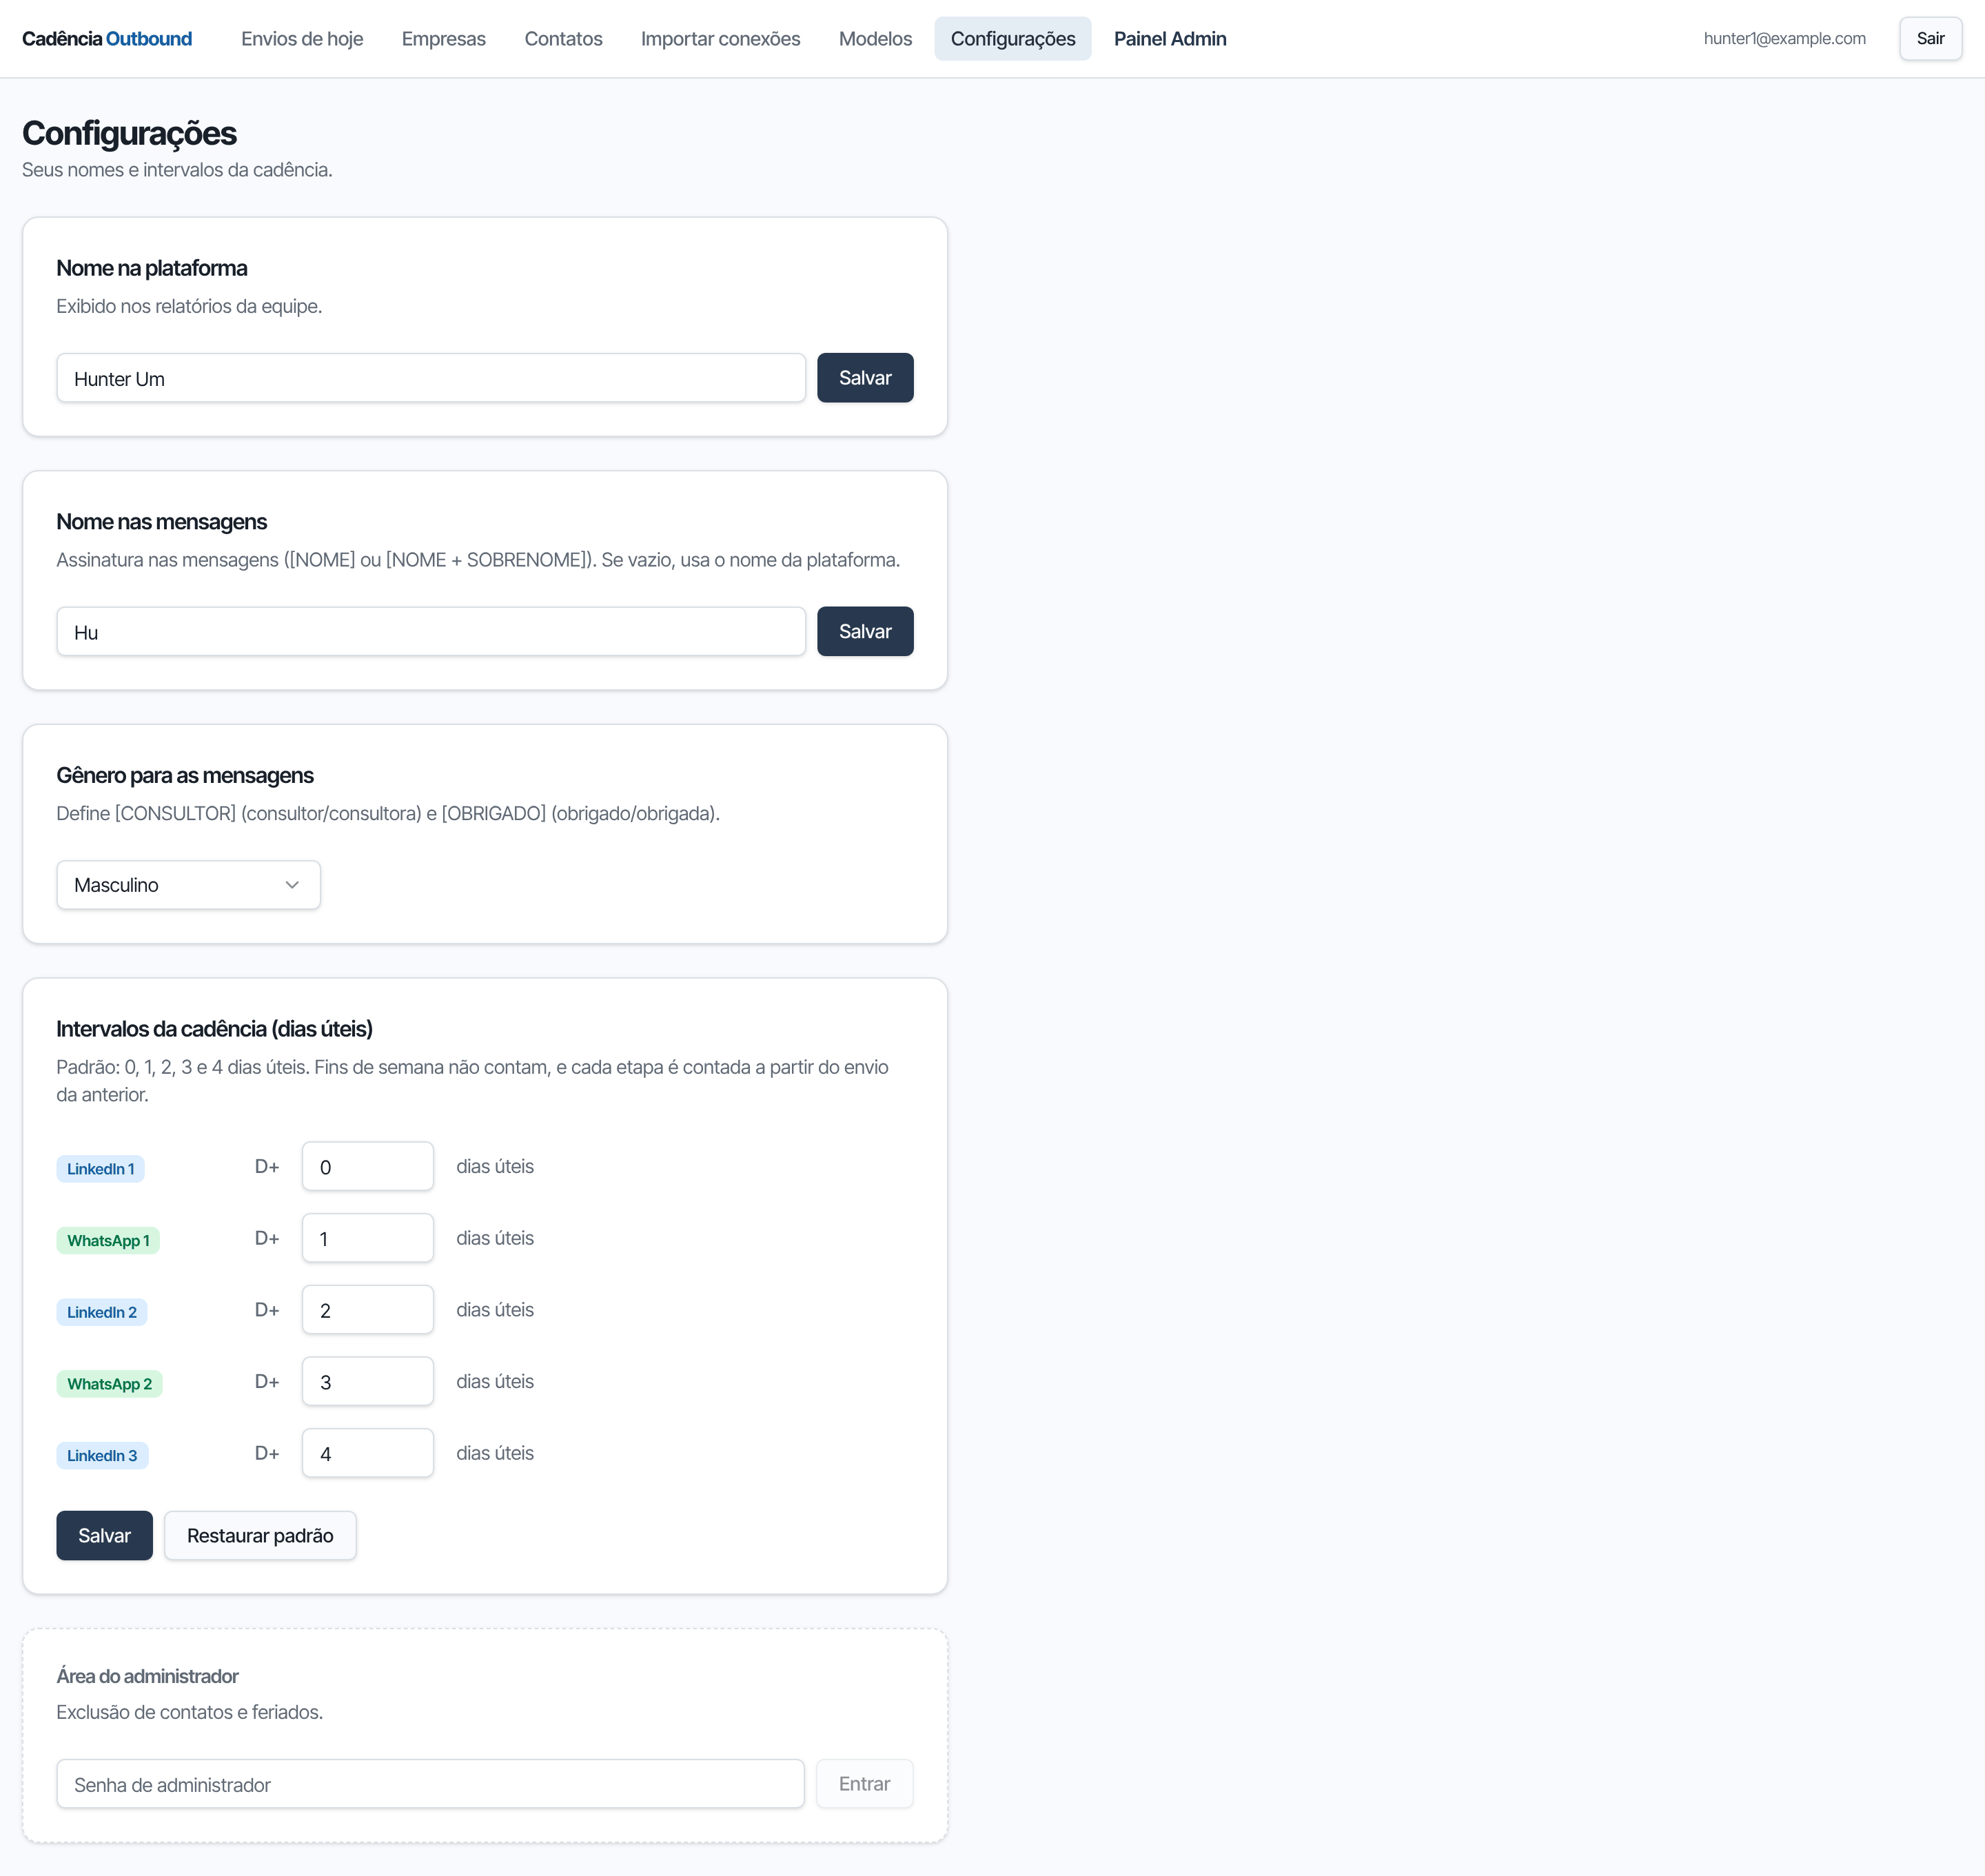 Cadência Outbound
Envios de hoje
Empresas
Contatos
Importar conexões
Modelos
Configurações
Painel Admin
hunter1@example.com
Sair
Configurações
Seus nomes e intervalos da cadência.
Nome na plataforma
Exibido nos relatórios da equipe.
Hunter Um
Salvar
Nome nas mensagens
Assinatura nas mensagens ([NOME] ou [NOME + SOBRENOME]). Se vazio, usa o nome da plataforma.
Hu
Salvar
Gênero para as mensagens
Define [CONSULTOR] (consultor/consultora) e [OBRIGADO] (obrigado/obrigada).
Masculino
Intervalos da cadência (dias úteis)
Padrão: 0, 1, 2, 3 e 4 dias úteis. Fins de semana não contam, e cada etapa é contada a partir do envio
da anterior.
LinkedIn 1 D+ 0 dias úteis
WhatsApp 1 D+ 1 dias úteis
LinkedIn 2 D+ 2 dias úteis
WhatsApp 2 D+ 3 dias úteis
LinkedIn 3 D+ 4 dias úteis
Salvar
Restaurar padrão
Área do administrador
Exclusão de contatos e feriados.
Senha de administrador
Entrar